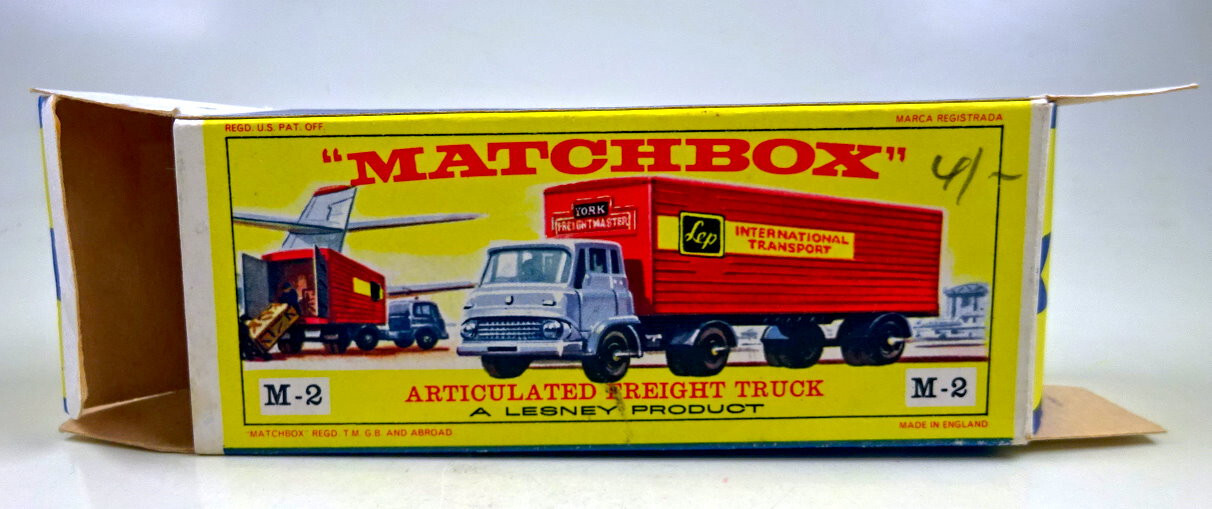 REGD. U.S. PAT. OFF.
MARCA REGISTRADA
"MATCHBOX"
4/-
YORK
FREIGHTMASTER
Lep
INTERNATIONAL
TRANSPORT
M-2
ARTICULATED FREIGHT TRUCK
M-2
A LESNEY PRODUCT
"MATCHBOX" REGD. T.M. G.B. AND ABROAD
MADE IN ENGLAND